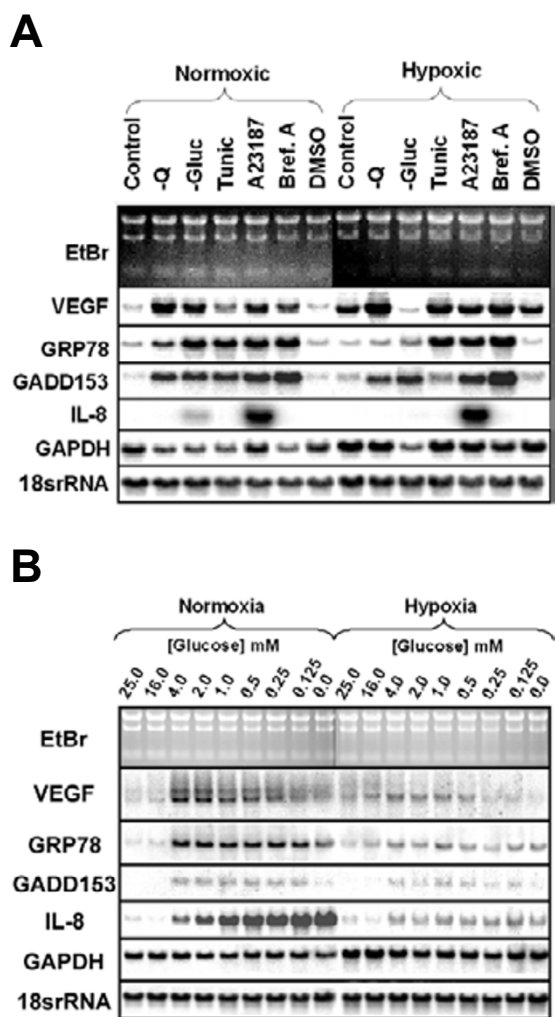 A
Normoxic Hypoxic
Control -Q -Gluc Tunic A23187 Bref. A DMSO Control -Q -Gluc Tunic A23187 Bref. A DMSO
EtBr
VEGF
GRP78
GADD153
IL-8
GAPDH
18srRNA
B
Normoxia Hypoxia
[Glucose] mM [Glucose] mM
25.0 16.0 4.0 2.0 1.0 0.5 0.25 0.125 0.0 25.0 16.0 4.0 2.0 1.0 0.5 0.25 0.125 0.0
EtBr
VEGF
GRP78
GADD153
IL-8
GAPDH
18srRNA